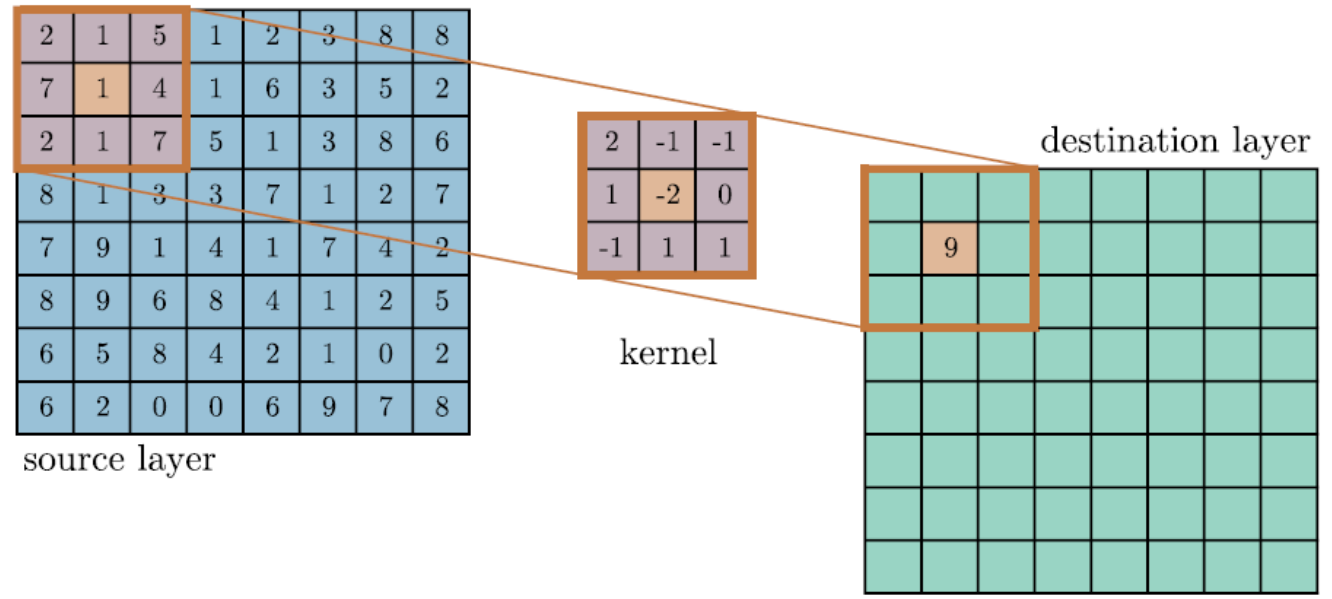 2 1 5 1 2 3 8 8
7 1 4 1 6 3 5 2
2 1 7 5 1 3 8 6
8 1 3 3 7 1 2 7
7 9 1 4 1 7 4 2
8 9 6 8 4 1 2 5
6 5 8 4 2 1 0 2
6 2 0 0 6 9 7 8
source layer
2 -1 -1
1 -2 0
-1 1 1
kernel
destination layer
9